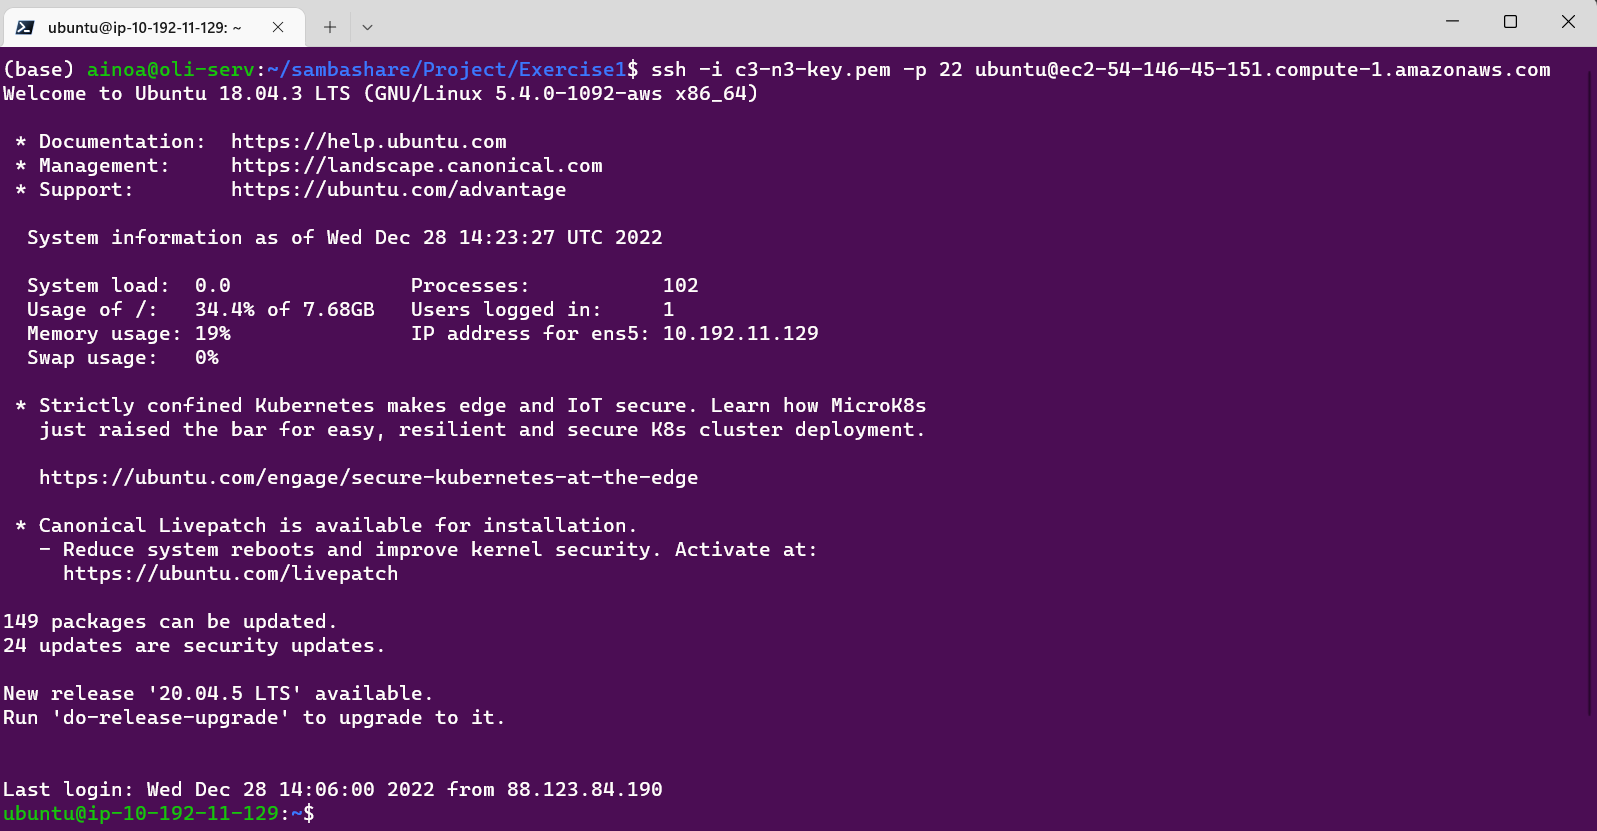 ubuntu@ip-10-192-11-129: ~
(base) ainoa@oli-serv:~/sambashare/Project/Exercise1$ ssh -i c3-n3-key.pem -p 22 ubuntu@ec2-54-146-45-151.compute-1.amazonaws.com
Welcome to Ubuntu 18.04.3 LTS (GNU/Linux 5.4.0-1092-aws x86_64)

 * Documentation:  https://help.ubuntu.com
 * Management:     https://landscape.canonical.com
 * Support:        https://ubuntu.com/advantage

  System information as of Wed Dec 28 14:23:27 UTC 2022

  System load:  0.0               Processes:           102
  Usage of /:   34.4% of 7.68GB   Users logged in:     1
  Memory usage: 19%               IP address for ens5: 10.192.11.129
  Swap usage:   0%

 * Strictly confined Kubernetes makes edge and IoT secure. Learn how MicroK8s
   just raised the bar for easy, resilient and secure K8s cluster deployment.

   https://ubuntu.com/engage/secure-kubernetes-at-the-edge

 * Canonical Livepatch is available for installation.
   - Reduce system reboots and improve kernel security. Activate at:
     https://ubuntu.com/livepatch

149 packages can be updated.
24 updates are security updates.

New release '20.04.5 LTS' available.
Run 'do-release-upgrade' to upgrade to it.

Last login: Wed Dec 28 14:06:00 2022 from 88.123.84.190
ubuntu@ip-10-192-11-129:~$